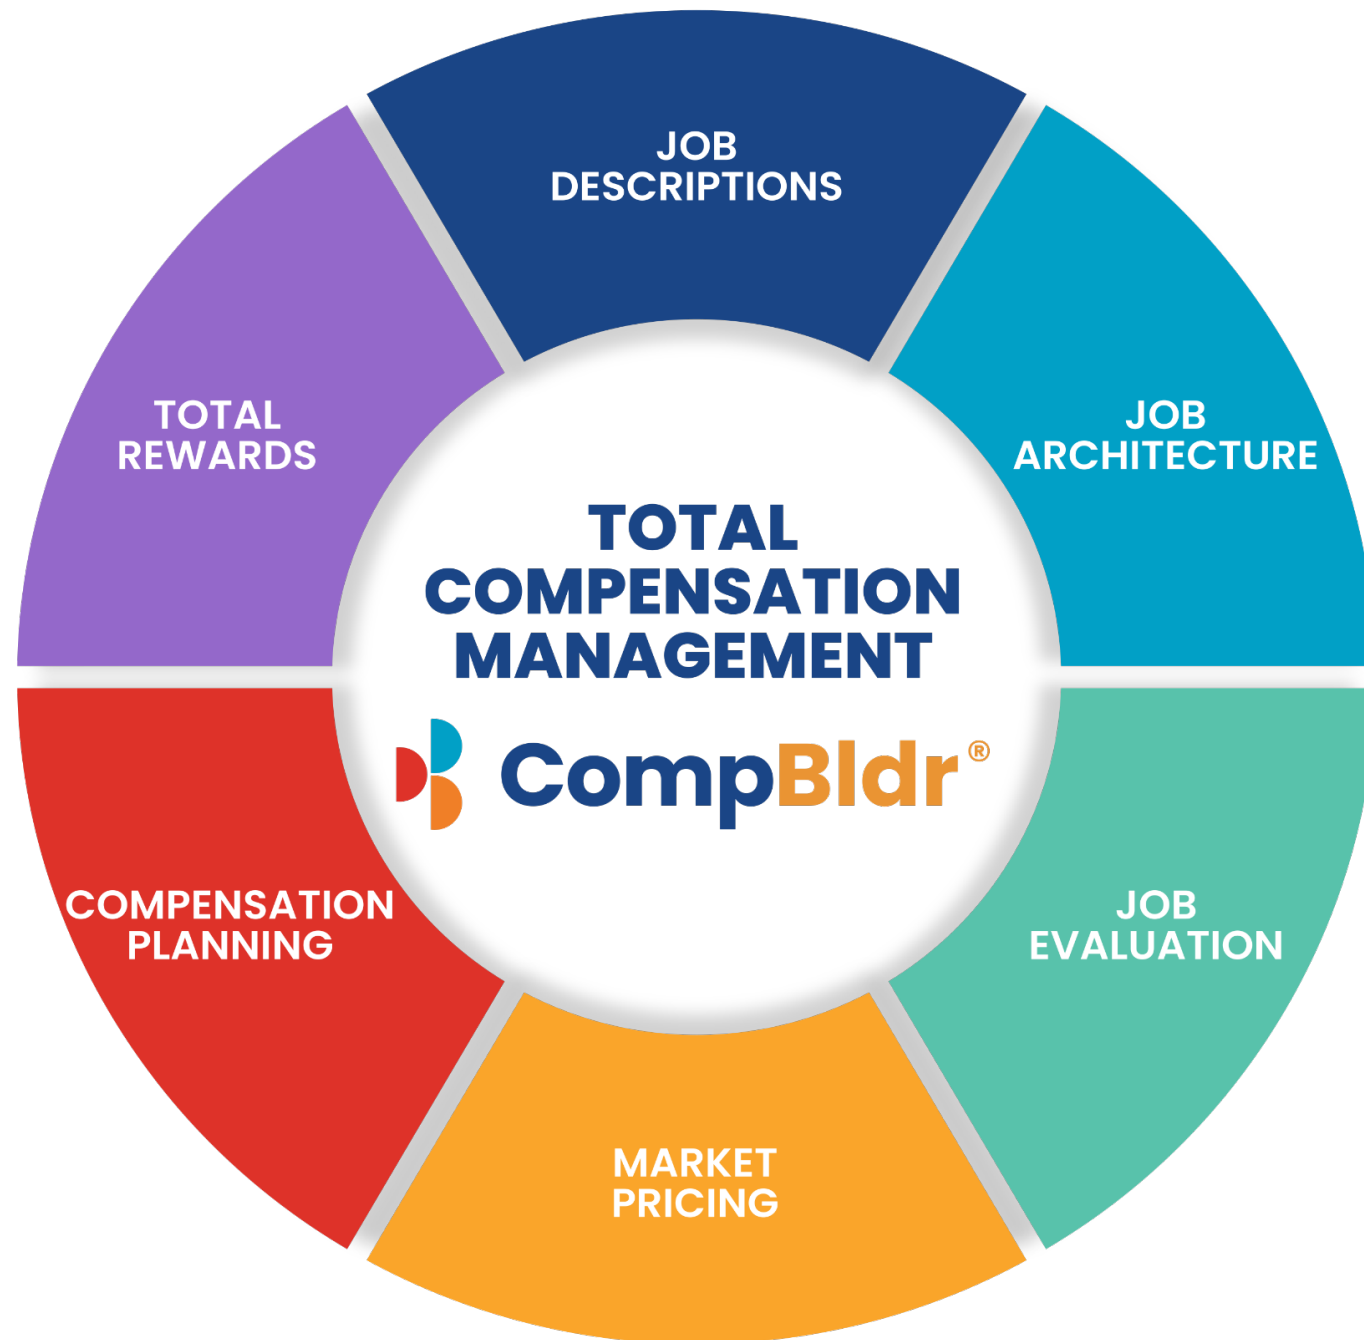 JOB
DESCRIPTIONS
TOTAL
REWARDS
JOB
ARCHITECTURE
TOTAL
COMPENSATION
MANAGEMENT
CompBldr®
COMPENSATION
PLANNING
JOB
EVALUATION
MARKET
PRICING